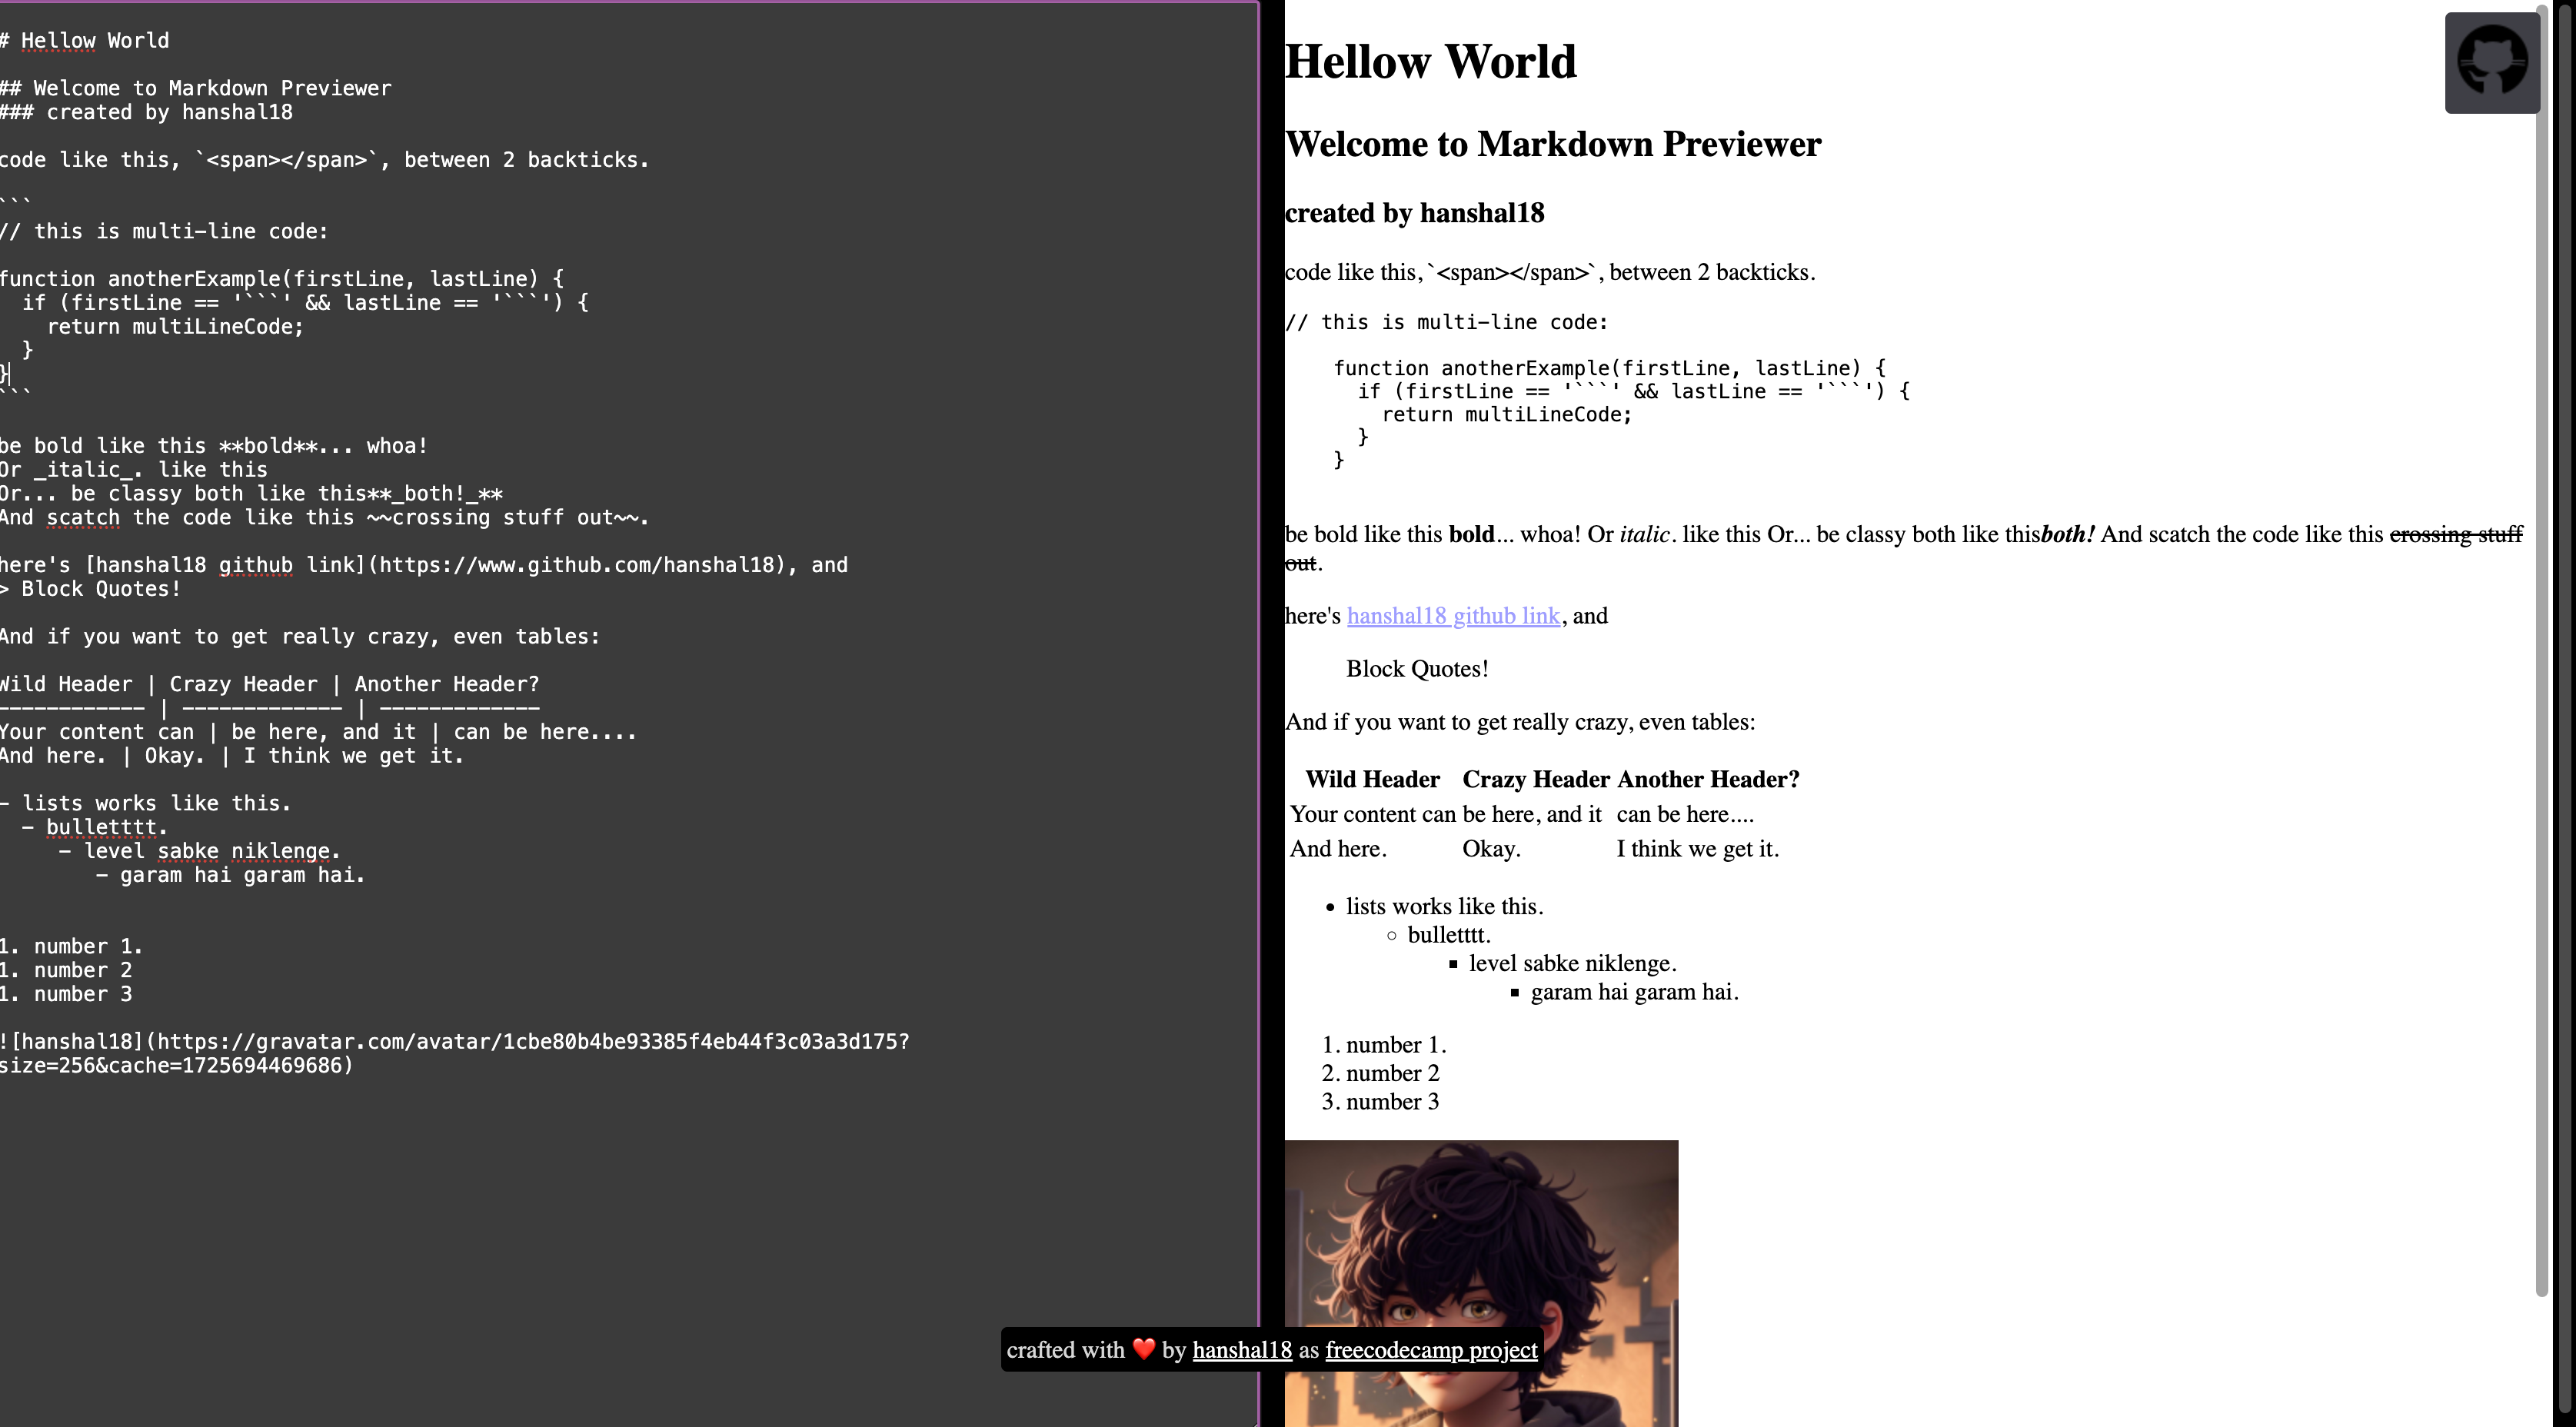 # Hellow World
## Welcome to Markdown Previewer
### created by hanshal18
code like this, `<span></span>`, between 2 backticks.
```
// this is multi-line code:
function anotherExample(firstLine, lastLine) {
  if (firstLine == '```' && lastLine == '```') {
    return multiLineCode;
  }
}
```
be bold like this **bold**... whoa!
Or _italic_. like this
Or... be classy both like this**_both!_**
And scatch the code like this ~~crossing stuff out~~.
here's [hanshal18 github link](https://www.github.com/hanshal18), and
> Block Quotes!
And if you want to get really crazy, even tables:
Wild Header | Crazy Header | Another Header?
------------ | ------------- | -------------
Your content can | be here, and it | can be here....
And here. | Okay. | I think we get it.
- lists works like this.
  - bulletttt.
     - level sabke niklenge.
        - garam hai garam hai.
1. number 1.
1. number 2
1. number 3
![hanshal18](https://gravatar.com/avatar/1cbe80b4be93385f4eb44f3c03a3d175?
size=256&cache=1725694469686)
Hellow World
Welcome to Markdown Previewer
created by hanshal18
code like this, `<span></span>`, between 2 backticks.
// this is multi-line code:
    function anotherExample(firstLine, lastLine) {
      if (firstLine == '```' && lastLine == '```') {
        return multiLineCode;
      }
    }
be bold like this bold... whoa! Or italic. like this Or... be classy both like thisboth! And scatch the code like this crossing stuff
out.
here's hanshal18 github link, and
Block Quotes!
And if you want to get really crazy, even tables:
Wild Header Crazy Header Another Header?
Your content can be here, and it can be here....
And here. Okay. I think we get it.
• lists works like this.
◦ bulletttt.
▪ level sabke niklenge.
▪ garam hai garam hai.
1. number 1.
2. number 2
3. number 3
crafted with ❤️ by hanshal18 as freecodecamp project